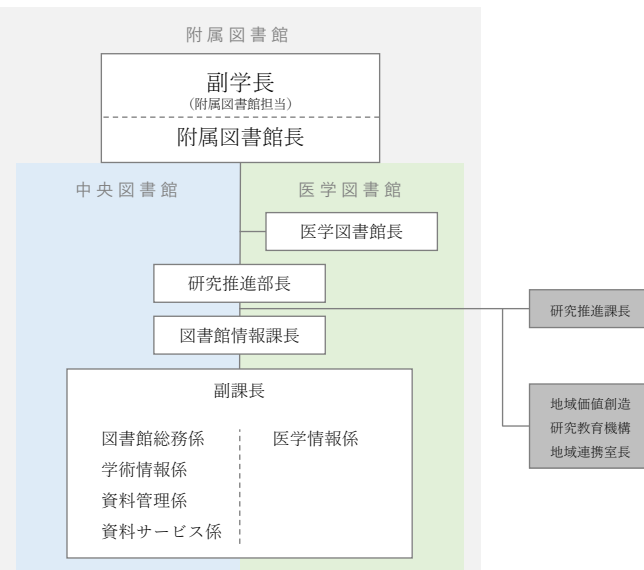 附属図書館
副学長
（附属図書館担当）
附属図書館長
中央図書館
医学図書館
医学図書館長
研究推進部長
図書館情報課長
研究推進課長
地域価値創造
研究教育機構
地域連携室長
副課長
図書館総務係
医学情報係
学術情報係
資料管理係
資料サービス係